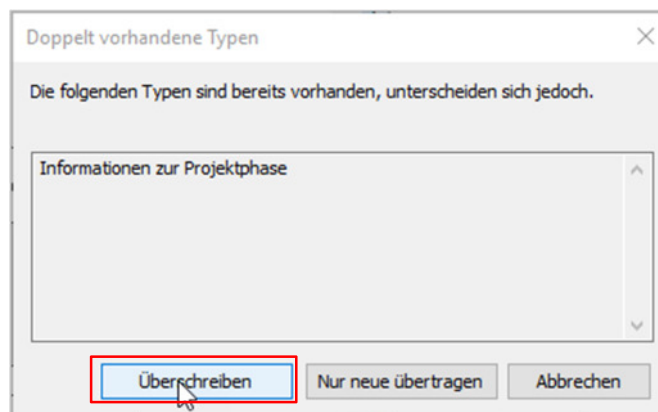 Doppelt vorhandene Typen
Die folgenden Typen sind bereits vorhanden, unterscheiden sich jedoch.
Informationen zur Projektphase
Überschreiben Nur neue übertragen Abbrechen